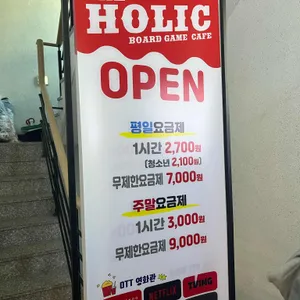 HOLIC
BOARD GAME CAFE
OPEN
평일요금제
1시간 2,700원
(청소년 2,100원)
무제한요금제 7,000원
주말요금제
1시간 3,000원
무제한요금제 9,000원
OTT 영화관
NETFLIX
TVING